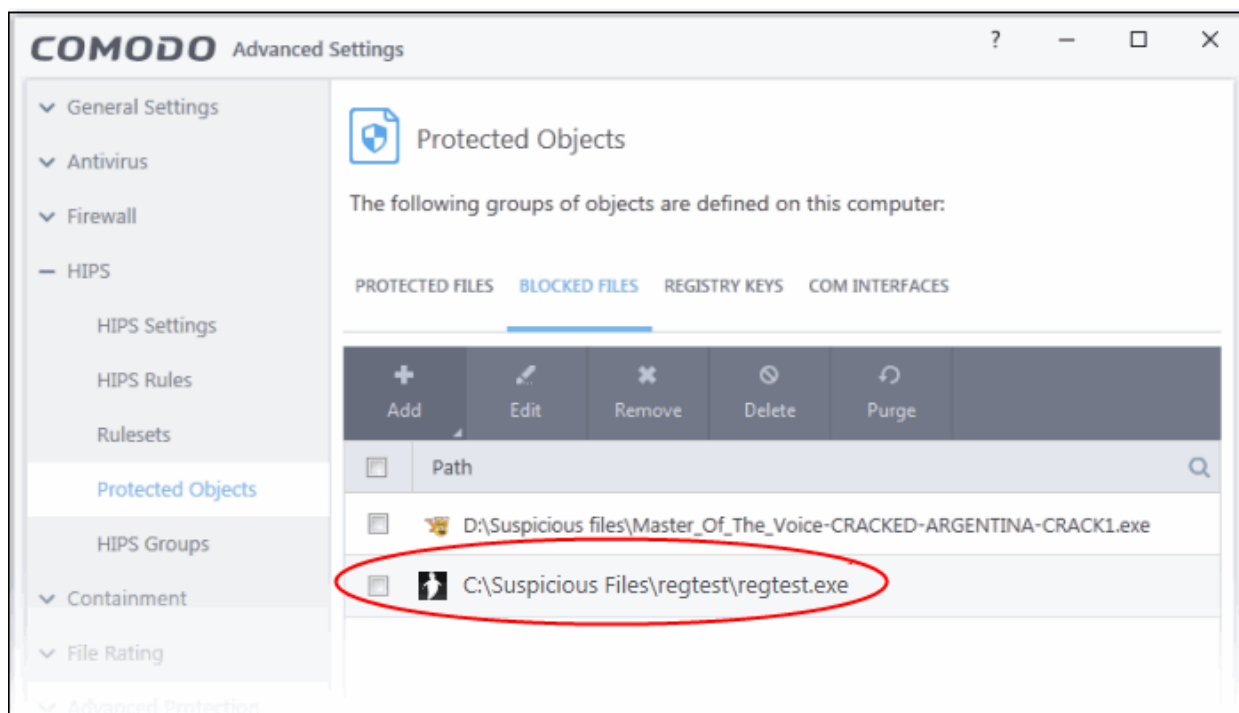 COMODO Advanced Settings ?
General Settings
Antivirus
Firewall
HIPS
HIPS Settings
HIPS Rules
Rulesets
Protected Objects
HIPS Groups
Containment
File Rating
Advanced Protection
Protected Objects
The following groups of objects are defined on this computer:
PROTECTED FILES BLOCKED FILES REGISTRY KEYS COM INTERFACES
Add Edit Remove Delete Purge
Path
D:\Suspicious files\Master_Of_The_Voice-CRACKED-ARGENTINA-CRACK1.exe
C:\Suspicious Files\regtest\regtest.exe